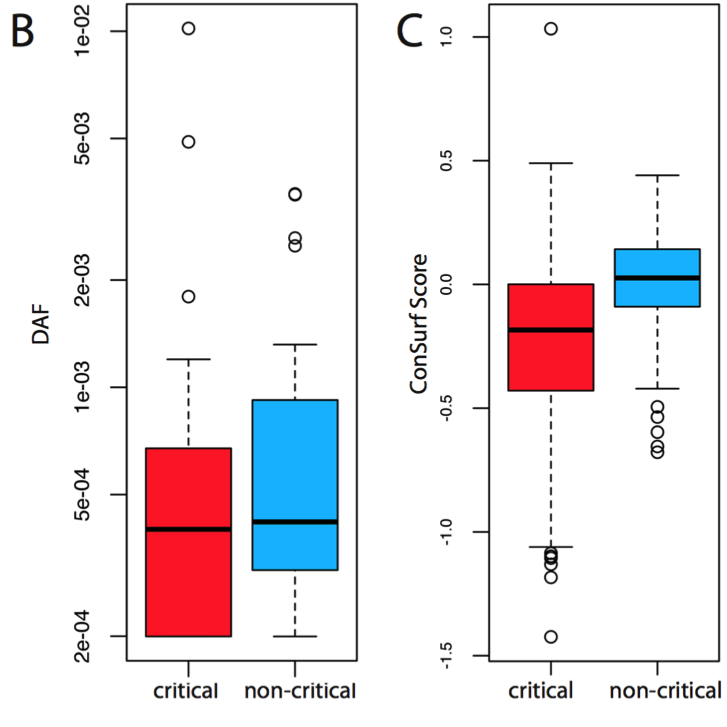 B
DAF
1e-02
5e-03
2e-03
1e-03
5e-04
2e-04
critical
non-critical
C
ConSurf Score
1.0
0.5
0.0
-0.5
-1.0
-1.5
critical
non-critical